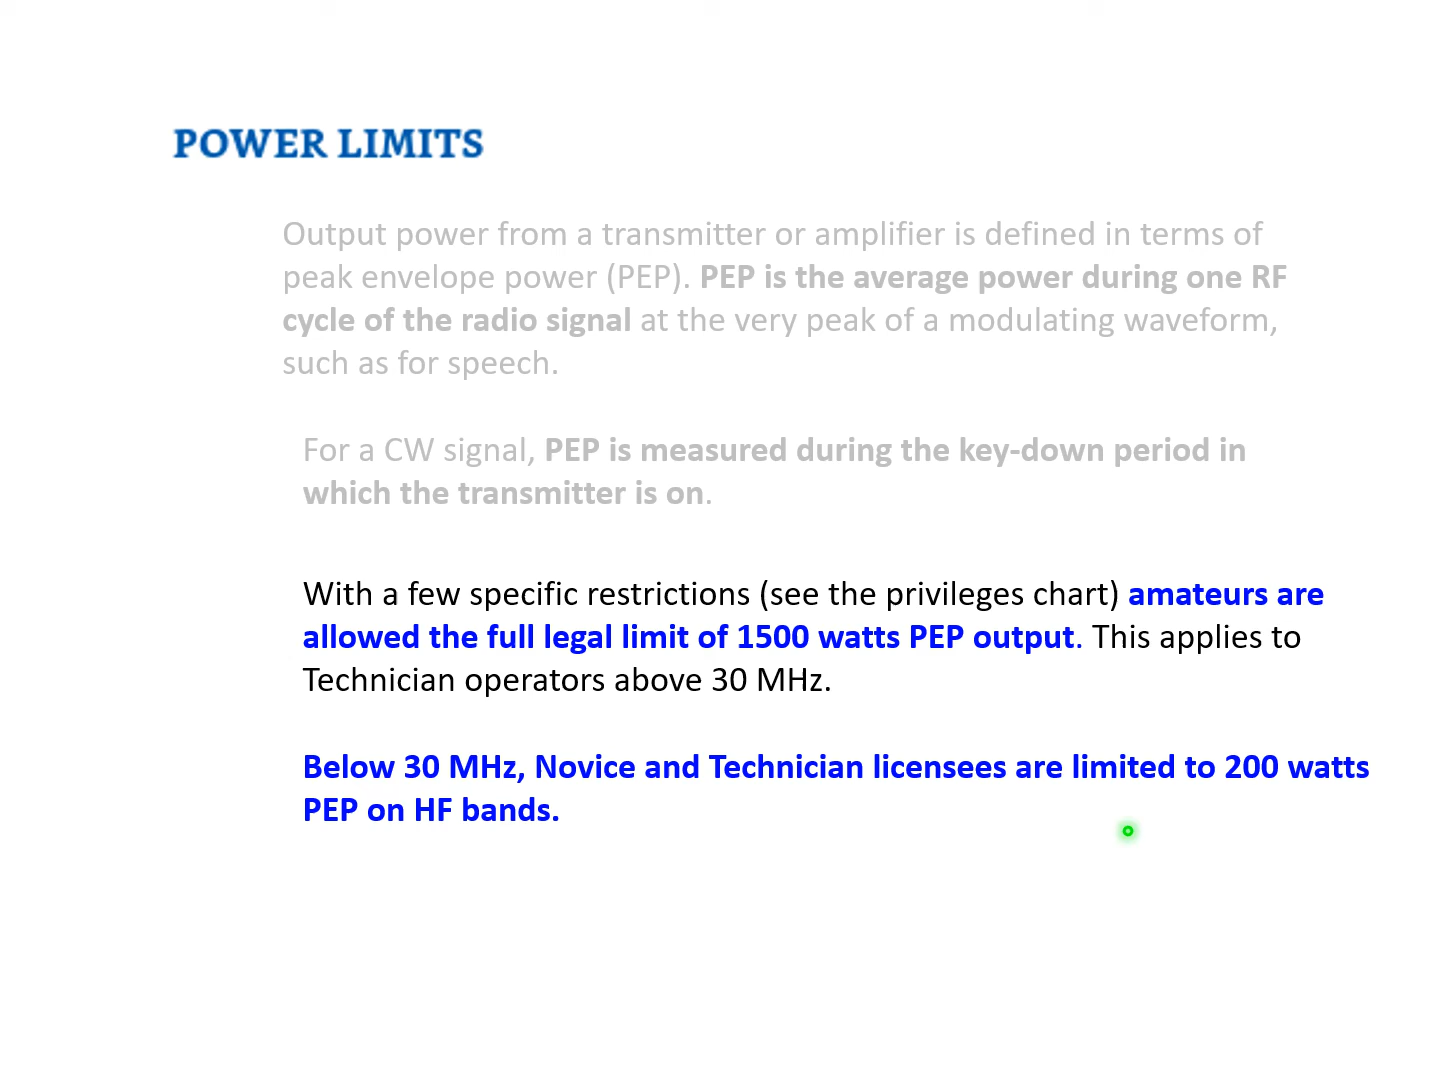 POWER LIMITS
Output power from a transmitter or amplifier is defined in terms of
peak envelope power (PEP). PEP is the average power during one RF
cycle of the radio signal at the very peak of a modulating waveform,
such as for speech.
For a CW signal, PEP is measured during the key-down period in
which the transmitter is on.
With a few specific restrictions (see the privileges chart) amateurs are
allowed the full legal limit of 1500 watts PEP output. This applies to
Technician operators above 30 MHz.
Below 30 MHz, Novice and Technician licensees are limited to 200 watts
PEP on HF bands.